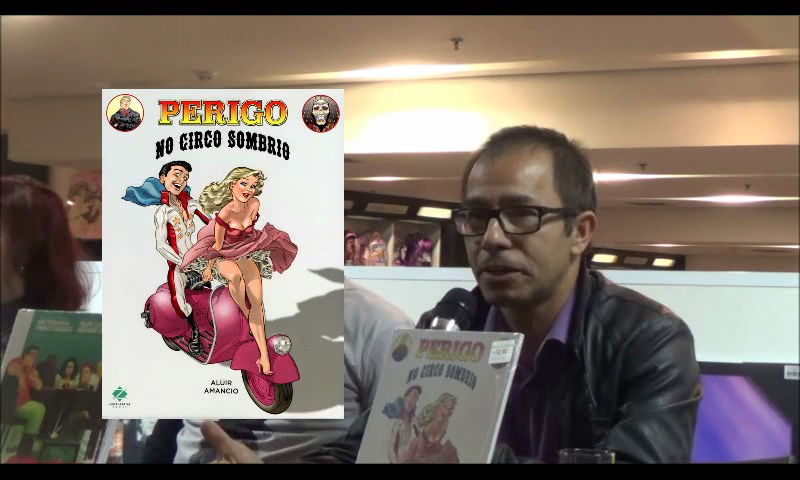 PERIGO
NO CIRCO SOMBRIO
ALUIR
AMANCIO
PERIGO
NO CIRCO SOMBRIO